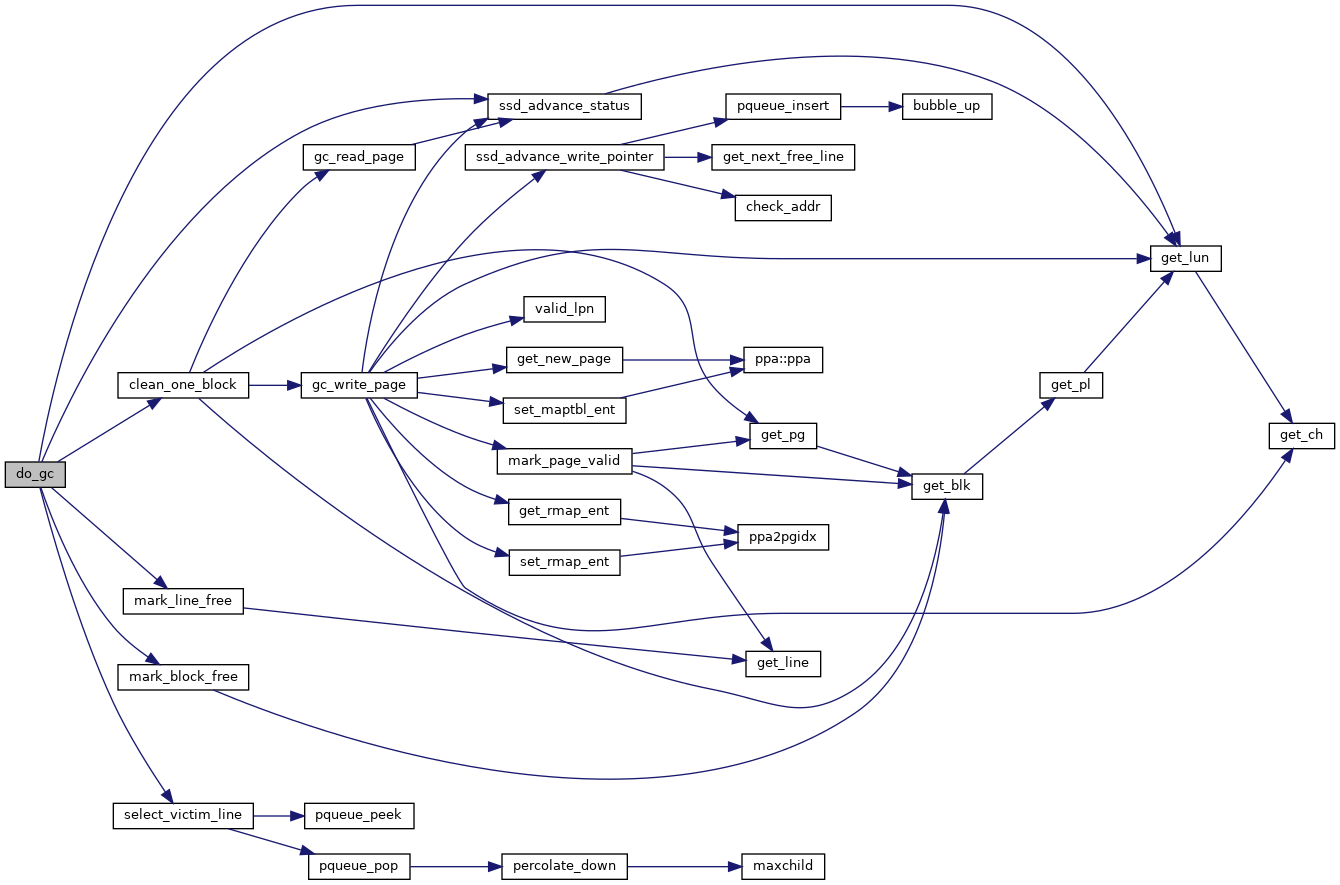 do_gc
clean_one_block
mark_line_free
mark_block_free
select_victim_line
gc_read_page
gc_write_page
pqueue_peek
pqueue_pop
ssd_advance_status
ssd_advance_write_pointer
valid_lpn
get_new_page
set_maptbl_ent
mark_page_valid
get_rmap_ent
set_rmap_ent
percolate_down
pqueue_insert
get_next_free_line
check_addr
ppa::ppa
get_pg
ppa2pgidx
get_line
maxchild
bubble_up
get_blk
get_pl
get_lun
get_ch